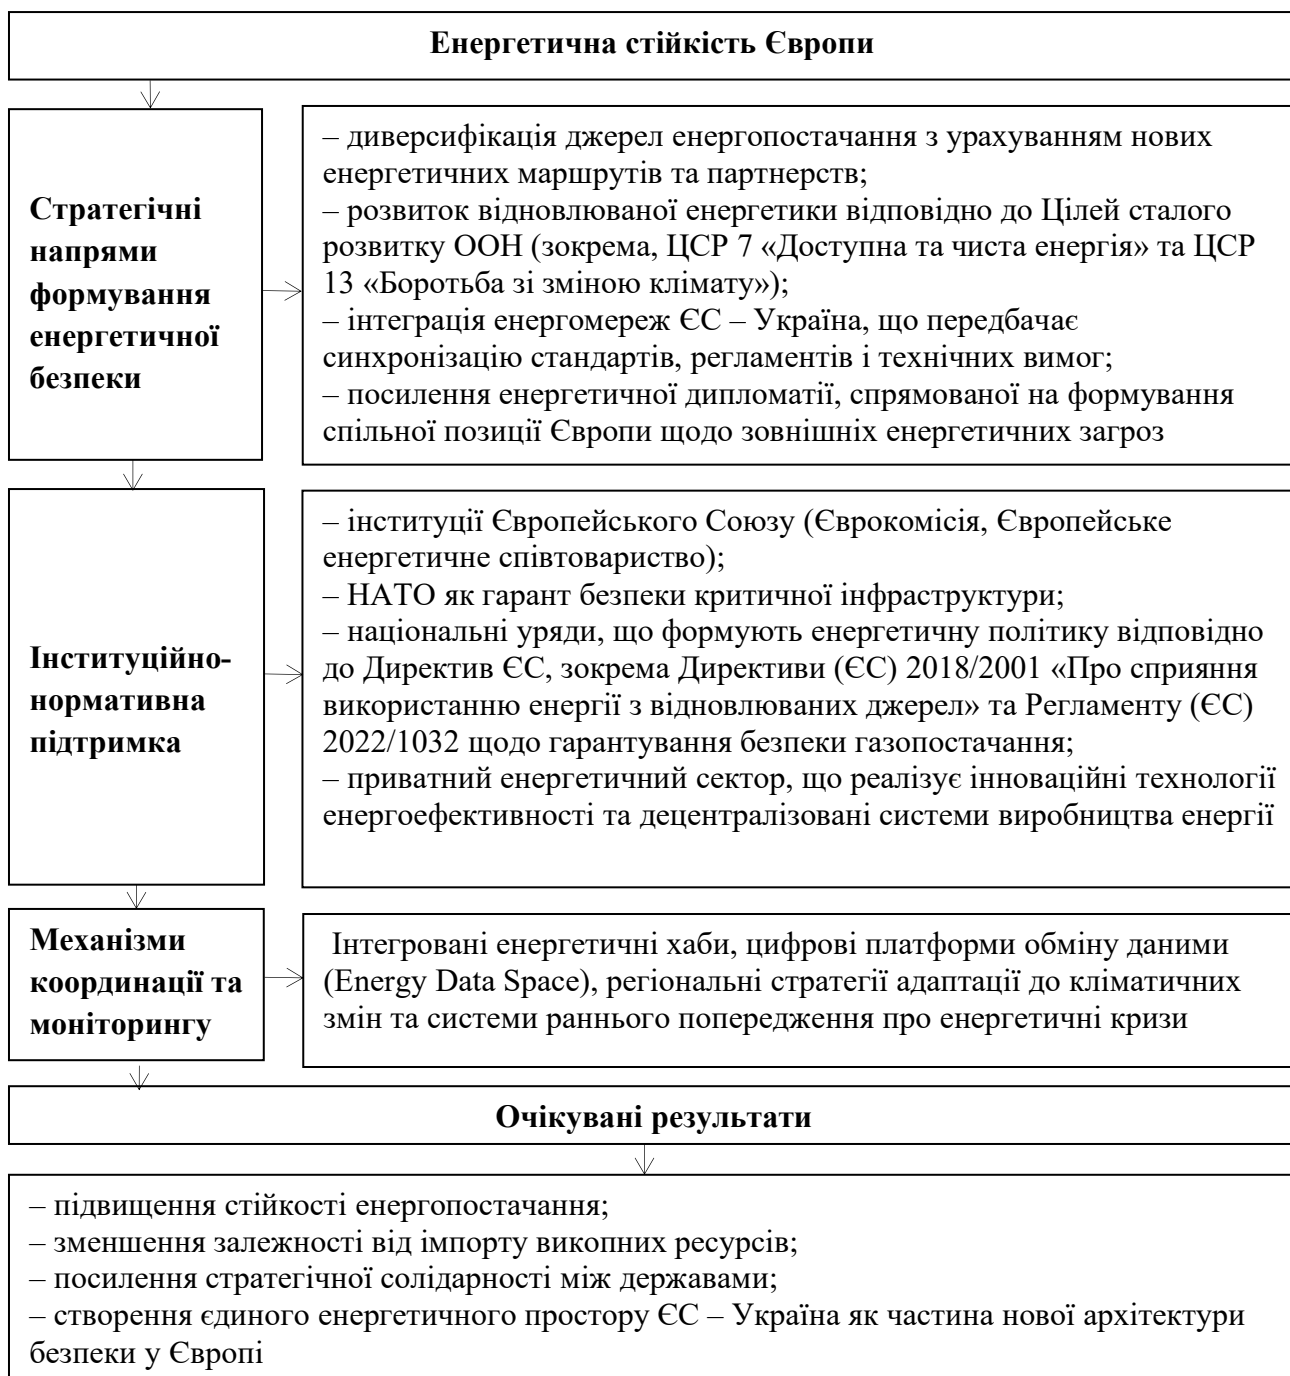 Енергетична стійкість Європи
Стратегічні
напрями
формування
енергетичної
безпеки
– диверсифікація джерел енергопостачання з урахуванням нових
енергетичних маршрутів та партнерств;
– розвиток відновлюваної енергетики відповідно до Цілей сталого
розвитку ООН (зокрема, ЦСР 7 «Доступна та чиста енергія» та ЦСР
13 «Боротьба зі зміною клімату»);
– інтеграція енергомереж ЄС – Україна, що передбачає
синхронізацію стандартів, регламентів і технічних вимог;
– посилення енергетичної дипломатії, спрямованої на формування
спільної позиції Європи щодо зовнішніх енергетичних загроз
Інституційно-
нормативна
підтримка
– інституції Європейського Союзу (Єврокомісія, Європейське
енергетичне співтовариство);
– НАТО як гарант безпеки критичної інфраструктури;
– національні уряди, що формують енергетичну політику відповідно
до Директив ЄС, зокрема Директиви (ЄС) 2018/2001 «Про сприяння
використанню енергії з відновлюваних джерел» та Регламенту (ЄС)
2022/1032 щодо гарантування безпеки газопостачання;
– приватний енергетичний сектор, що реалізує інноваційні технології
енергоефективності та децентралізовані системи виробництва енергії
Механізми
координації та
моніторингу
Інтегровані енергетичні хаби, цифрові платформи обміну даними
(Energy Data Space), регіональні стратегії адаптації до кліматичних
змін та системи раннього попередження про енергетичні кризи
Очікувані результати
– підвищення стійкості енергопостачання;
– зменшення залежності від імпорту викопних ресурсів;
– посилення стратегічної солідарності між державами;
– створення єдиного енергетичного простору ЄС – Україна як частина нової архітектури
безпеки у Європі